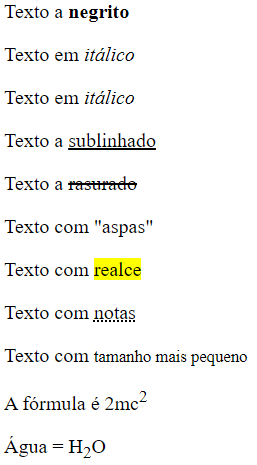 Texto a negrito
Texto em itálico
Texto em itálico
Texto a sublinhado
Texto a rasurado
Texto com "aspas"
Texto com realce
Texto com notas
Texto com tamanho mais pequeno
A fórmula é 2mc²
Água = H₂O